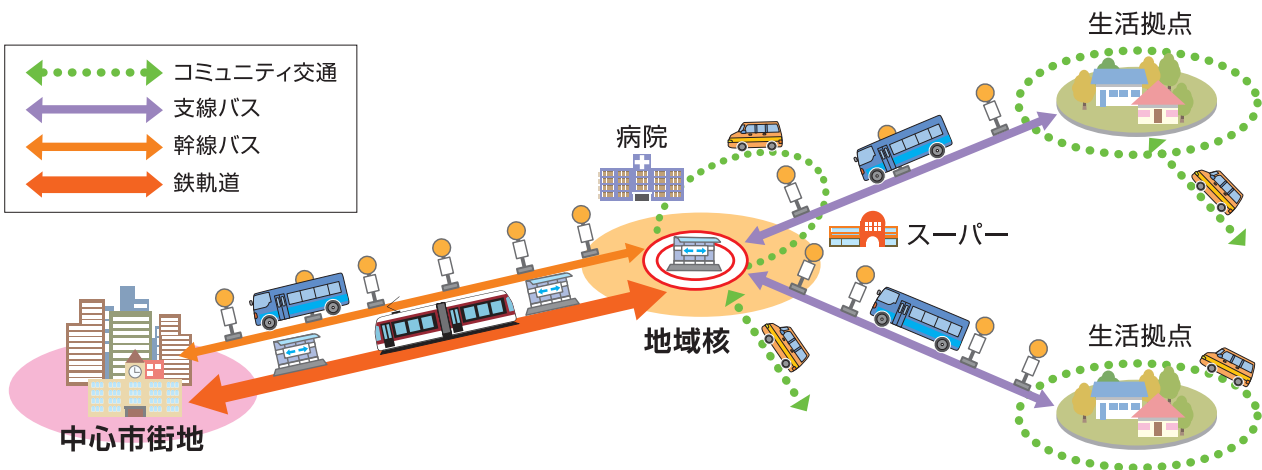 コミュニティ交通
支線バス
幹線バス
鉄軌道
生活拠点
病院
スーパー
地域核
生活拠点
中心市街地